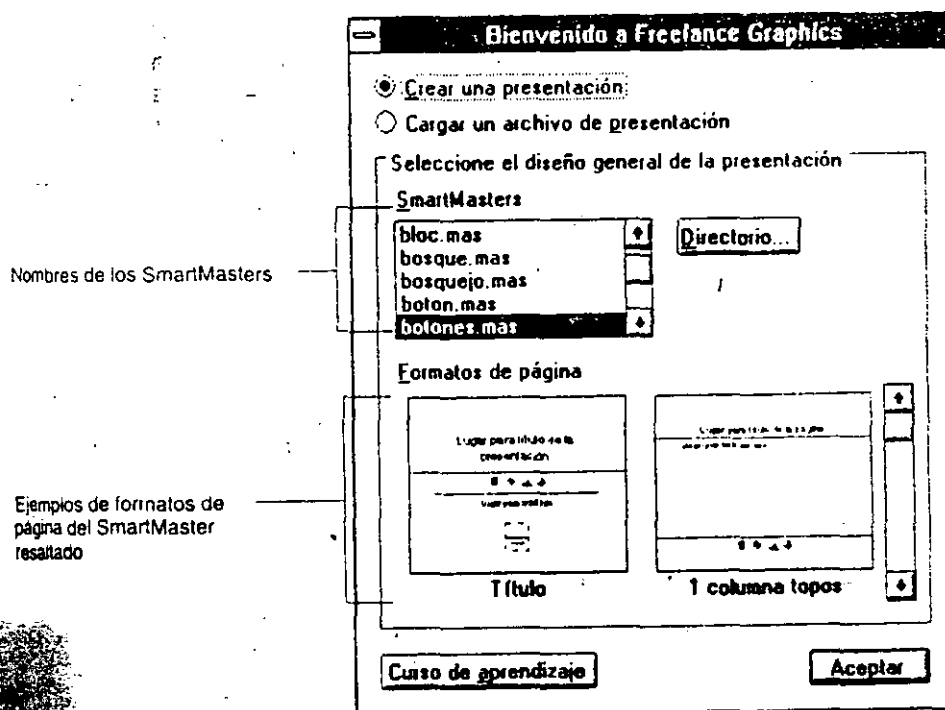 Bienvenido a Freelance Graphics
Crear una presentación
Cargar un archivo de presentación
Seleccione el diseño general de la presentación
SmartMasters
bloc.mas
bosque.mas
bosquejo.mas
boton.mas
botones.mas
Directorio...
Nombres de los SmartMasters
Formatos de página
Lugar para título de la
presentación
Título
1 columna topos
Ejemplos de formatos de
página del SmartMaster
resaltado
Curso de aprendizaje
Aceptar